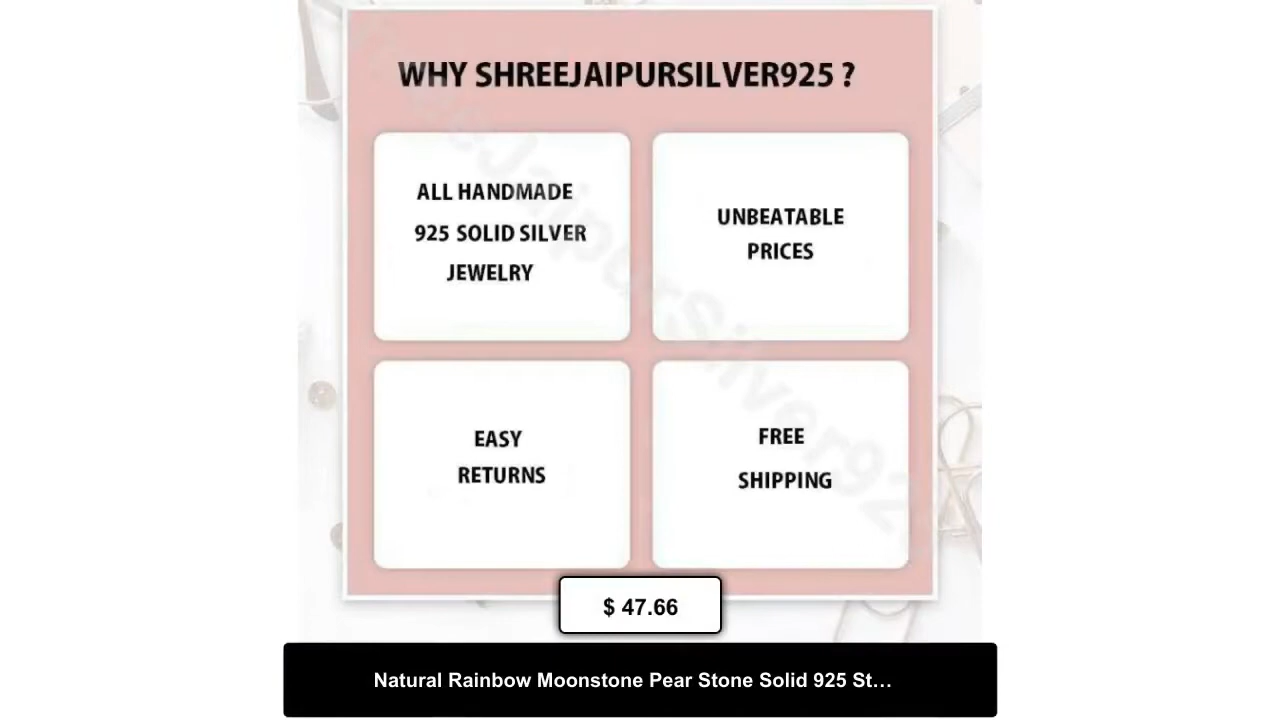 WHY SHREEJAIPURSILVER925 ?
ALL HANDMADE
925 SOLID SILVER
JEWELRY
UNBEATABLE
PRICES
EASY
RETURNS
FREE
SHIPPING
$ 47.66
Natural Rainbow Moonstone Pear Stone Solid 925 St...